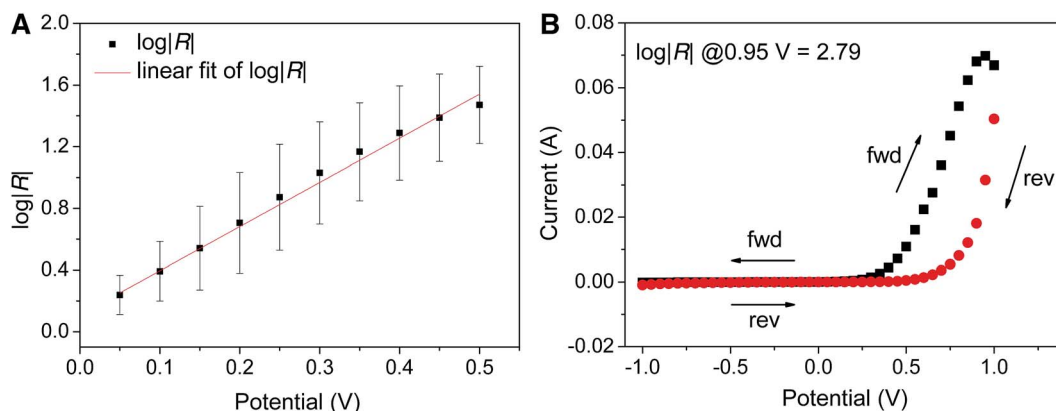 A
log|R|
linear fit of log|R|
log|R|
2.0
1.6
1.2
0.8
0.4
0.0
0.0 0.1 0.2 0.3 0.4 0.5
Potential (V)
B
log|R| @0.95 V = 2.79
fwd
rev
fwd
rev
Current (A)
0.08
0.06
0.04
0.02
0.00
-0.02
-1.0 -0.5 0.0 0.5 1.0
Potential (V)